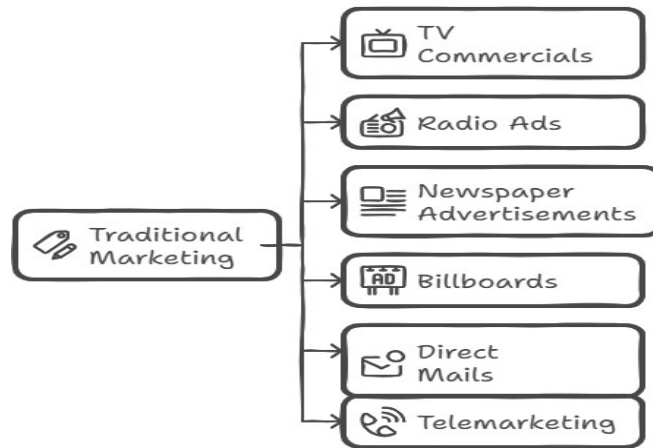 TV
Commercials
Radio Ads
Newspaper
Advertisements
Traditional
Marketing
AD
Billboards
Direct
Mails
Telemarketing